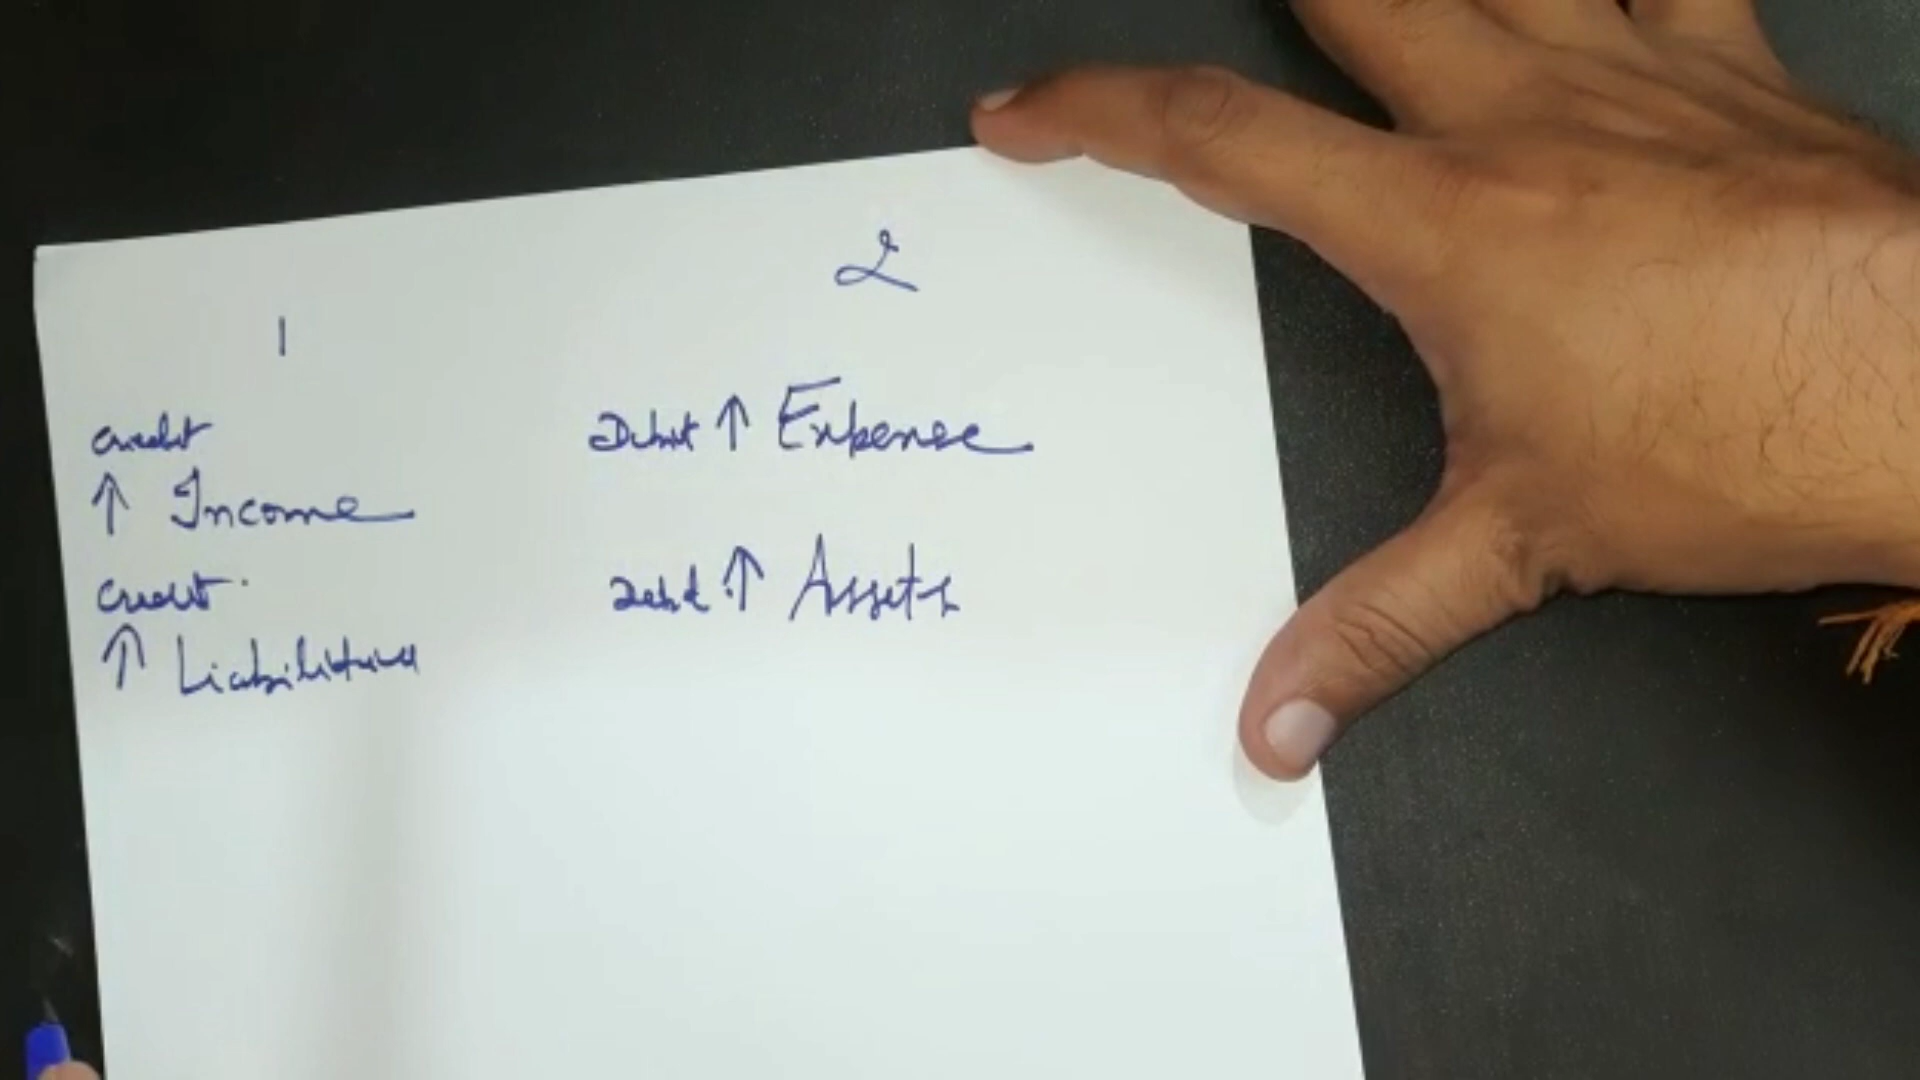 1
Credit
↑ Income
Credit
↑ Liabilities
2
Debit ↑ Expense
Debit ↑ Assets